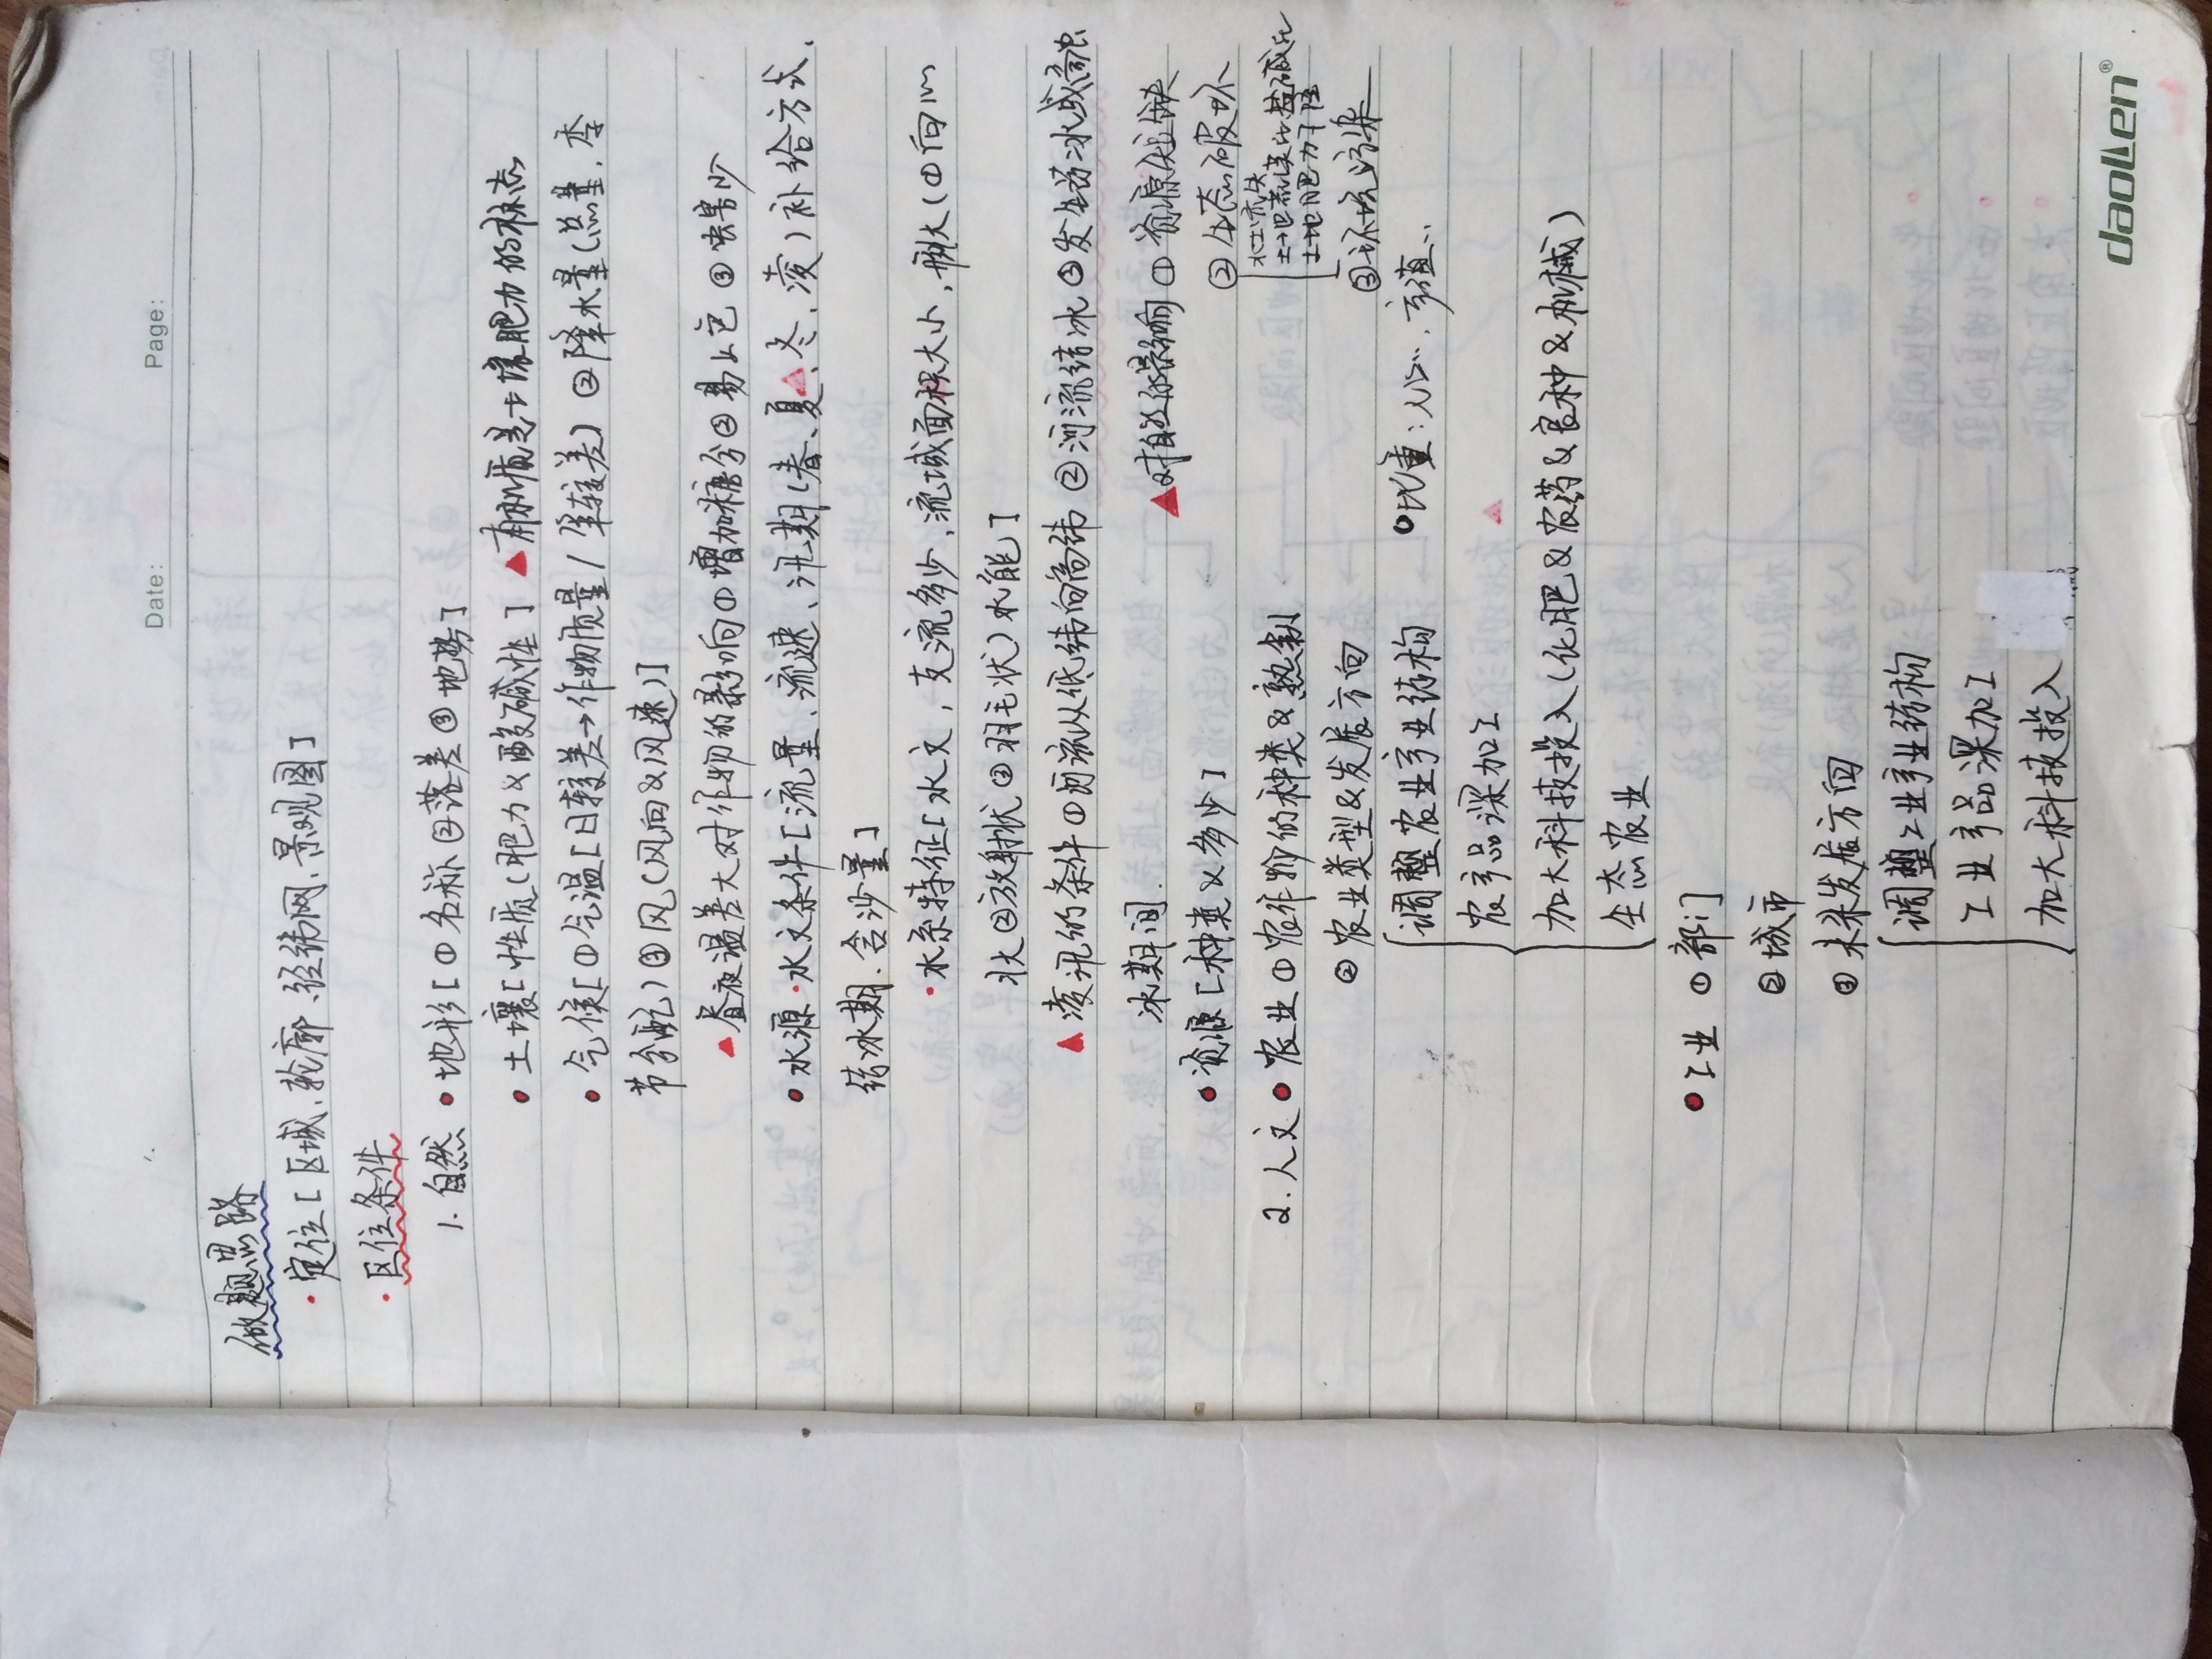 Date: Page:
做题思路
·定位[区域、轮廓、经纬网、景观图]
·区位条件
1.自然 ●地形[①名称②落差③地势]
●土壤[性质(肥力&酸碱性] ▲有机质是土壤肥力的标志
●气候[①气温[日较差→作物质量/年较差] ②降水量(总量、季
节分配)③风(风向&风速)]
▲昼夜温差大对作物的影响①增加糖分②易上色③虫害少
●水源·水文条件[流量、流速、汛期(春、夏、冬、凌)补给方式、
结冰期、含沙量]
·水系特征[水文,支流多少,流域面积大小,形状(①向心
状②放射状③羽毛状)水能]
▲凌汛的条件①河流从低纬向高纬②河流结冰③发生结冰或融
冰期间.
▲对自然的影响①资源短缺
●资源[种类&多少]
②生态破坏
水土流失
土地荒漠化盐碱化
土地肥力下降
③环境污染
2.人文●农业①农作物的种类&熟制
②农业类型&发展方向
调整农业产业结构 ●比重:人口…、产值…
农产品深加工 ▲
加大科技投入(化肥&农药&良种&机械)
生态农业
●工业 ①部门
②城市
③未来发展方向
调整工业产业结构
工业产品深加工
加大科技投入
daolen®